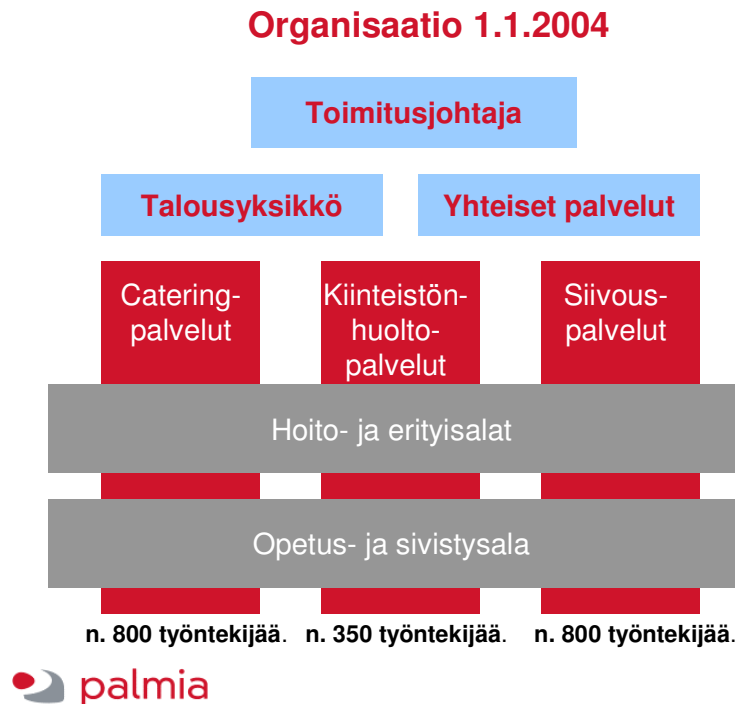 Organisaatio 1.1.2004
Toimitusjohtaja
Talousyksikkö
Yhteiset palvelut
Catering-
palvelut
Kiinteistön-
huolto-
palvelut
Siivous-
palvelut
Hoito- ja erityisalat
Opetus- ja sivistysala
n. 800 työntekijää.
n. 350 työntekijää.
n. 800 työntekijää.
palmia